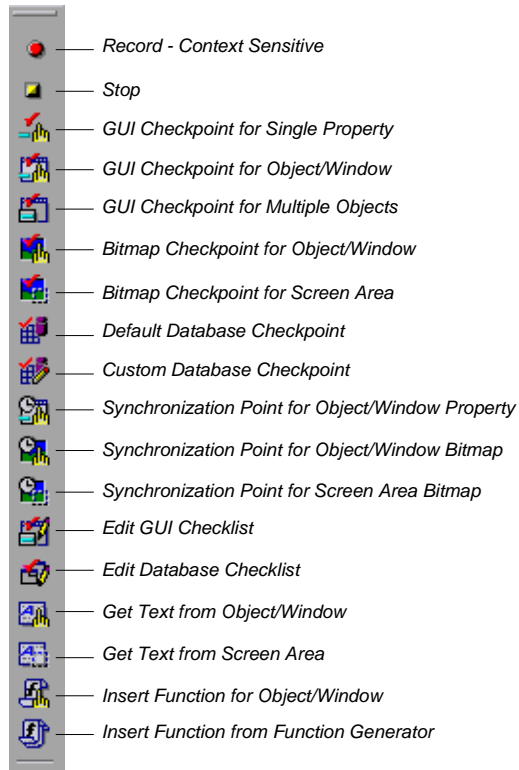 Record - Context Sensitive
Stop
GUI Checkpoint for Single Property
GUI Checkpoint for Object/Window
GUI Checkpoint for Multiple Objects
Bitmap Checkpoint for Object/Window
Bitmap Checkpoint for Screen Area
Default Database Checkpoint
Custom Database Checkpoint
Synchronization Point for Object/Window Property
Synchronization Point for Object/Window Bitmap
Synchronization Point for Screen Area Bitmap
Edit GUI Checklist
Edit Database Checklist
Get Text from Object/Window
Get Text from Screen Area
Insert Function for Object/Window
Insert Function from Function Generator